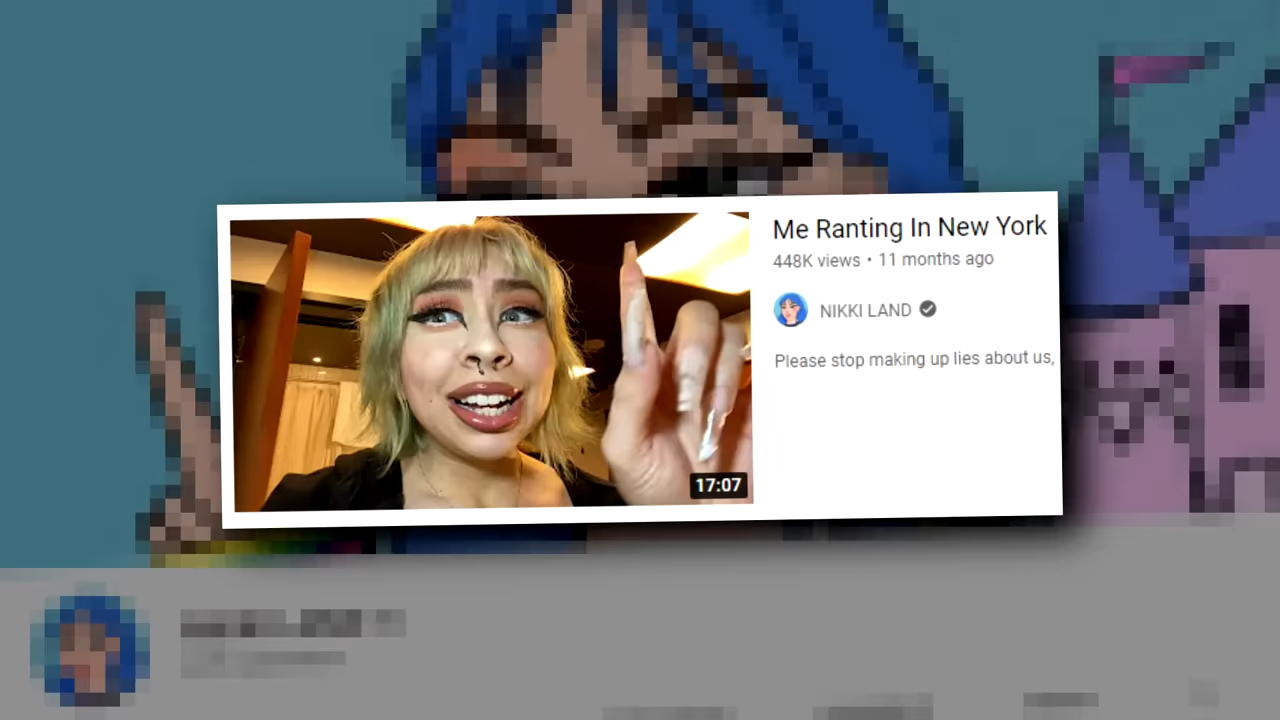 Me Ranting In New York
448K views • 11 months ago
NIKKI LAND
Please stop making up lies about us,
17:07